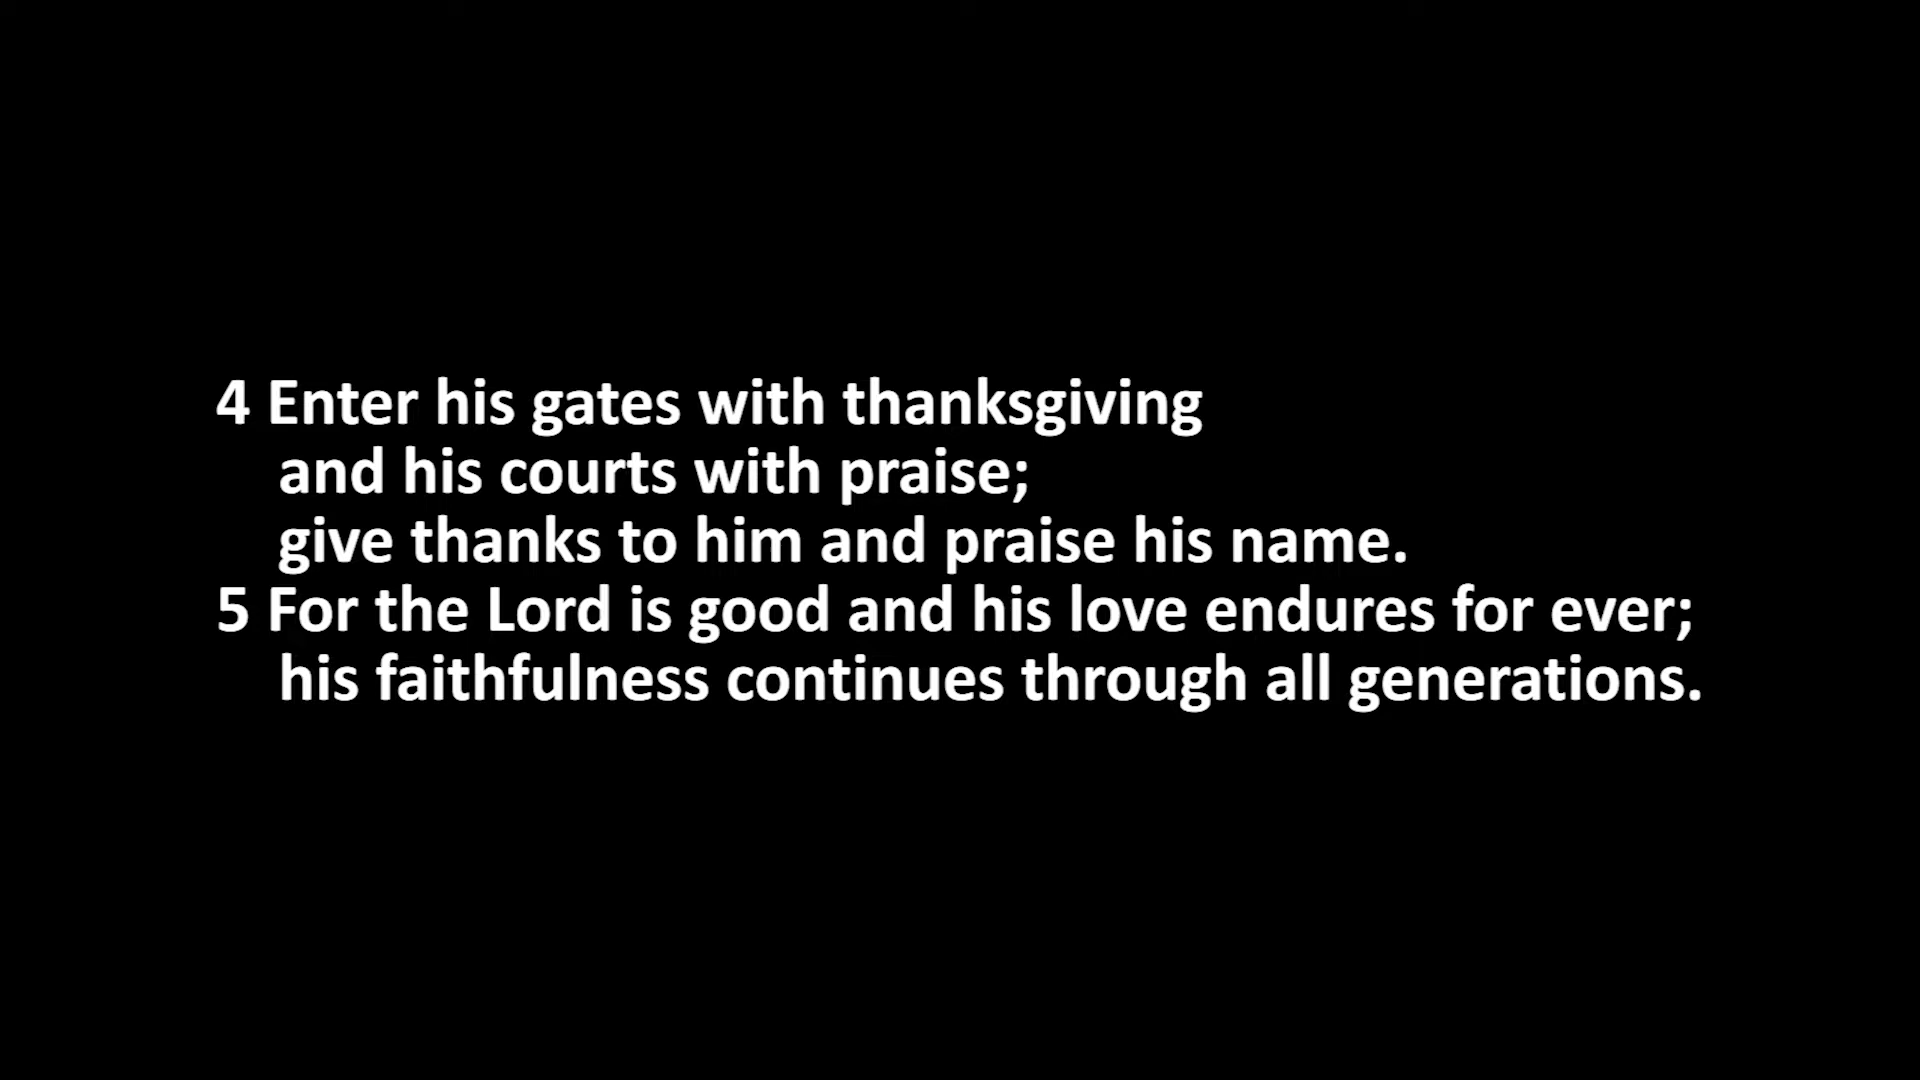 4 Enter his gates with thanksgiving
and his courts with praise;
give thanks to him and praise his name.
5 For the Lord is good and his love endures for ever;
his faithfulness continues through all generations.